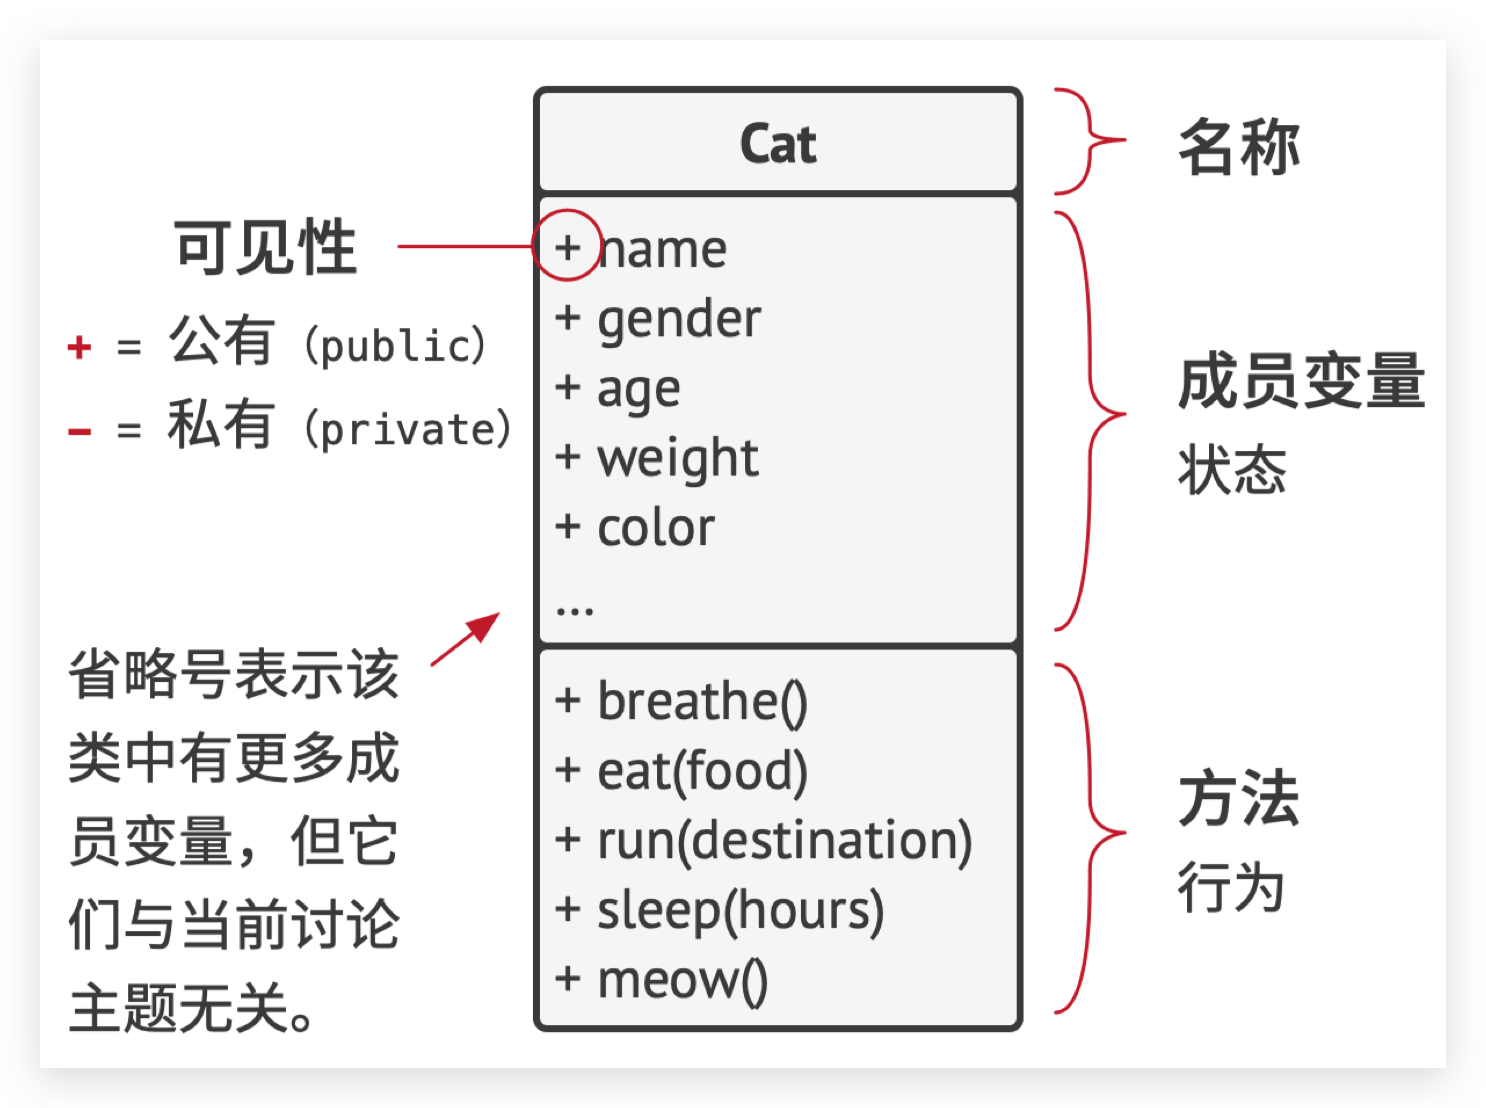 Cat
名称
可见性
+ = 公有（public）
− = 私有（private）
+ name
+ gender
+ age
+ weight
+ color
...
成员变量
状态
省略号表示该
类中有更多成
员变量，但它
们与当前讨论
主题无关。
+ breathe()
+ eat(food)
+ run(destination)
+ sleep(hours)
+ meow()
方法
行为